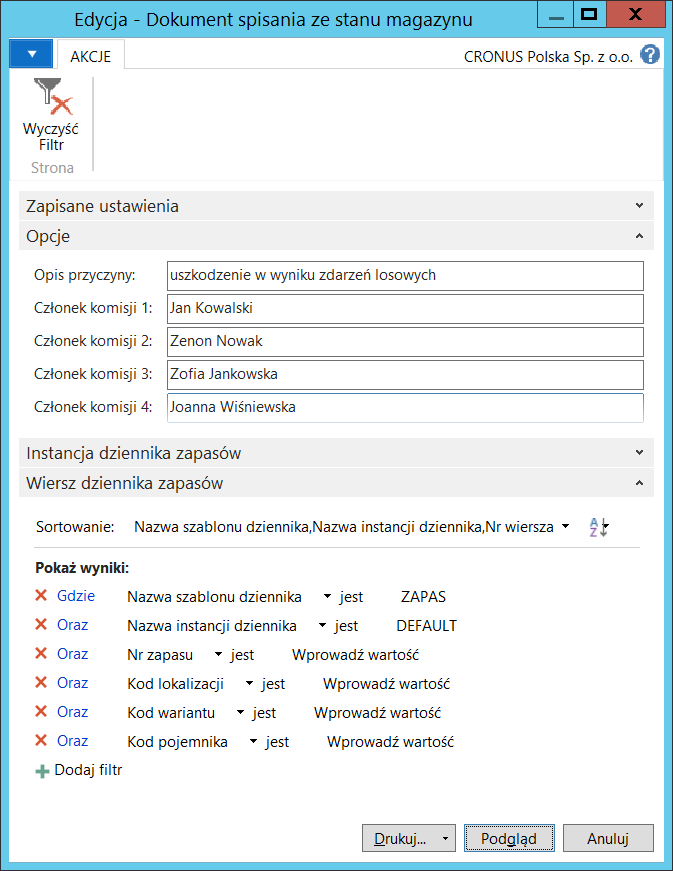 Edycja - Dokument spisania ze stanu magazynu
AKCJE
CRONUS Polska Sp. z o.o.
?
Wyczyść
Filtr
Strona
Zapisane ustawienia
Opcje
Opis przyczyny: uszkodzenie w wyniku zdarzeń losowych
Członek komisji 1: Jan Kowalski
Członek komisji 2: Zenon Nowak
Członek komisji 3: Zofia Jankowska
Członek komisji 4: Joanna Wiśniewska
Instancja dziennika zapasów
Wiersz dziennika zapasów
Sortowanie: Nazwa szablonu dziennika,Nazwa instancji dziennika,Nr wiersza
Pokaż wyniki:
Gdzie Nazwa szablonu dziennika jest ZAPAS
Oraz Nazwa instancji dziennika jest DEFAULT
Oraz Nr zapasu jest Wprowadź wartość
Oraz Kod lokalizacji jest Wprowadź wartość
Oraz Kod wariantu jest Wprowadź wartość
Oraz Kod pojemnika jest Wprowadź wartość
Dodaj filtr
Drukuj... Podgląd Anuluj